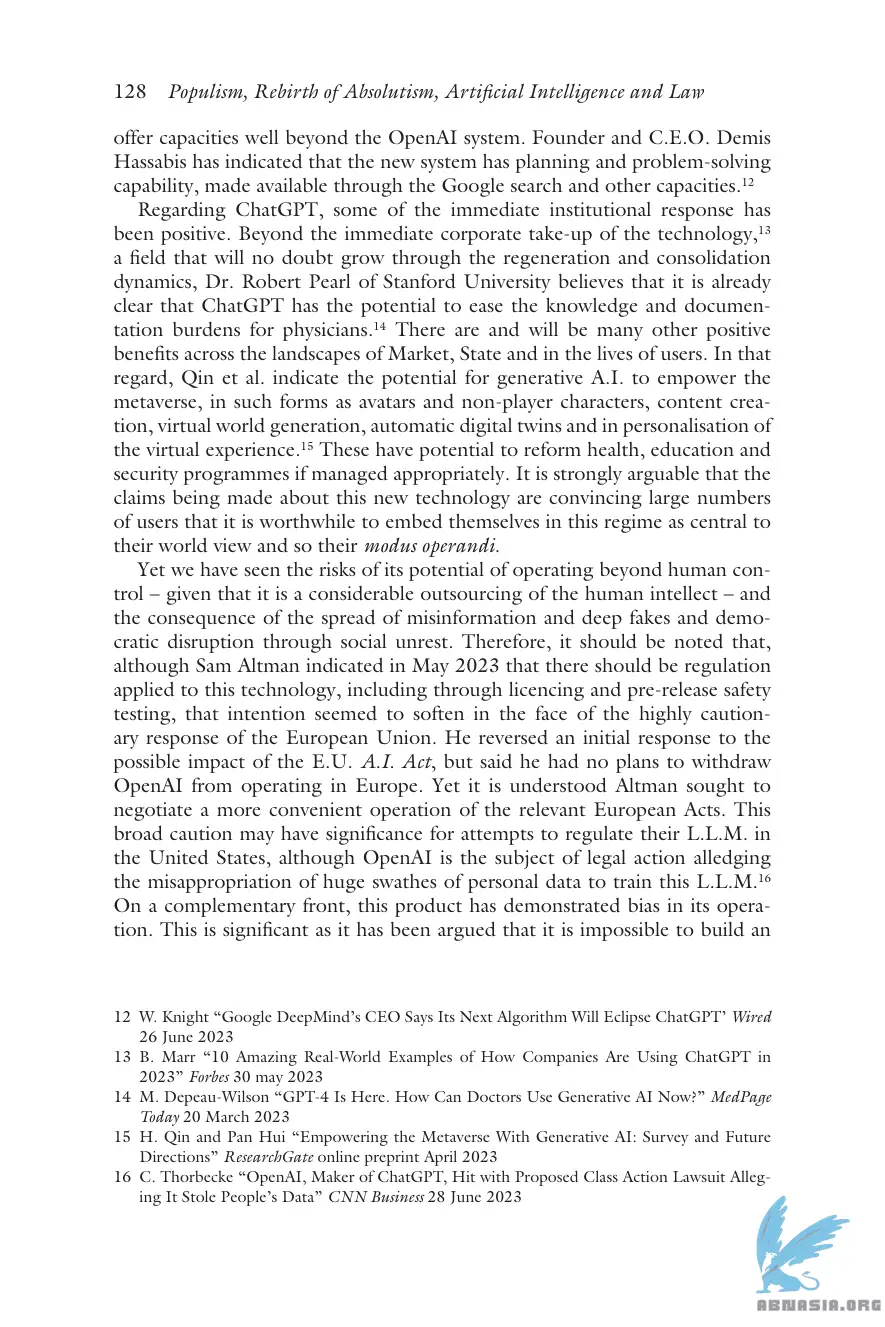 128 Populism, Rebirth of Absolutism, Artificial Intelligence and Law
offer capacities well beyond the OpenAI system. Founder and C.E.O. Demis
Hassabis has indicated that the new system has planning and problem-solving
capability, made available through the Google search and other capacities.12
Regarding ChatGPT, some of the immediate institutional response has
been positive. Beyond the immediate corporate take-up of the technology,13
a field that will no doubt grow through the regeneration and consolidation
dynamics, Dr. Robert Pearl of Stanford University believes that it is already
clear that ChatGPT has the potential to ease the knowledge and documen-
tation burdens for physicians.14 There are and will be many other positive
benefits across the landscapes of Market, State and in the lives of users. In that
regard, Qin et al. indicate the potential for generative A.I. to empower the
metaverse, in such forms as avatars and non-player characters, content crea-
tion, virtual world generation, automatic digital twins and in personalisation of
the virtual experience.15 These have potential to reform health, education and
security programmes if managed appropriately. It is strongly arguable that the
claims being made about this new technology are convincing large numbers
of users that it is worthwhile to embed themselves in this regime as central to
their world view and so their modus operandi.
Yet we have seen the risks of its potential of operating beyond human con-
trol – given that it is a considerable outsourcing of the human intellect – and
the consequence of the spread of misinformation and deep fakes and demo-
cratic disruption through social unrest. Therefore, it should be noted that,
although Sam Altman indicated in May 2023 that there should be regulation
applied to this technology, including through licencing and pre-release safety
testing, that intention seemed to soften in the face of the highly caution-
ary response of the European Union. He reversed an initial response to the
possible impact of the E.U. A.I. Act, but said he had no plans to withdraw
OpenAI from operating in Europe. Yet it is understood Altman sought to
negotiate a more convenient operation of the relevant European Acts. This
broad caution may have significance for attempts to regulate their L.L.M. in
the United States, although OpenAI is the subject of legal action alledging
the misappropriation of huge swathes of personal data to train this L.L.M.16
On a complementary front, this product has demonstrated bias in its opera-
tion. This is significant as it has been argued that it is impossible to build an
12 W. Knight “Google DeepMind’s CEO Says Its Next Algorithm Will Eclipse ChatGPT’ Wired
26 June 2023
13 B. Marr “10 Amazing Real-World Examples of How Companies Are Using ChatGPT in
2023” Forbes 30 may 2023
14 M. Depeau-Wilson “GPT-4 Is Here. How Can Doctors Use Generative AI Now?” MedPage
Today 20 March 2023
15 H. Qin and Pan Hui “Empowering the Metaverse With Generative AI: Survey and Future
Directions” ResearchGate online preprint April 2023
16 C. Thorbecke “OpenAI, Maker of ChatGPT, Hit with Proposed Class Action Lawsuit Alleg-
ing It Stole People’s Data” CNN Business 28 June 2023
ABNASIA.ORG